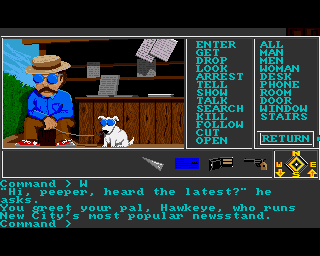 ENTER ALL
GET MAN
DROP MEN
LOOK WOMAN
ARREST DESK
TELL PHONE
SHOW ROOM
TALK DOOR
SEARCH WINDOW
KILL STAIRS
FOLLOW
CUT RETURN
OPEN
N
W E
S
Command > W
"Hi, peeper, heard the latest?" he
asks.
You greet your pal, Hawkeye, who runs
New City's most popular newsstand.
Command >